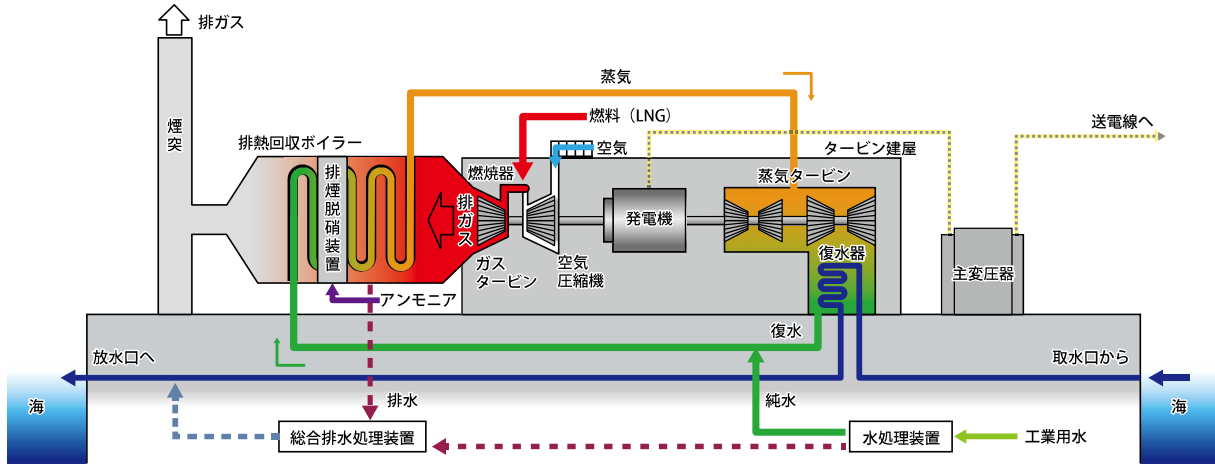 排ガス
蒸気
燃料（LNG）
送電線へ
煙突
排熱回収ボイラー
空気
タービン建屋
排煙脱硝装置
燃焼器
蒸気タービン
排ガス
発電機
ガス
タービン
空気
圧縮機
復水器
主変圧器
アンモニア
復水
放水口へ
取水口から
海
排水
純水
海
総合排水処理装置
水処理装置
工業用水